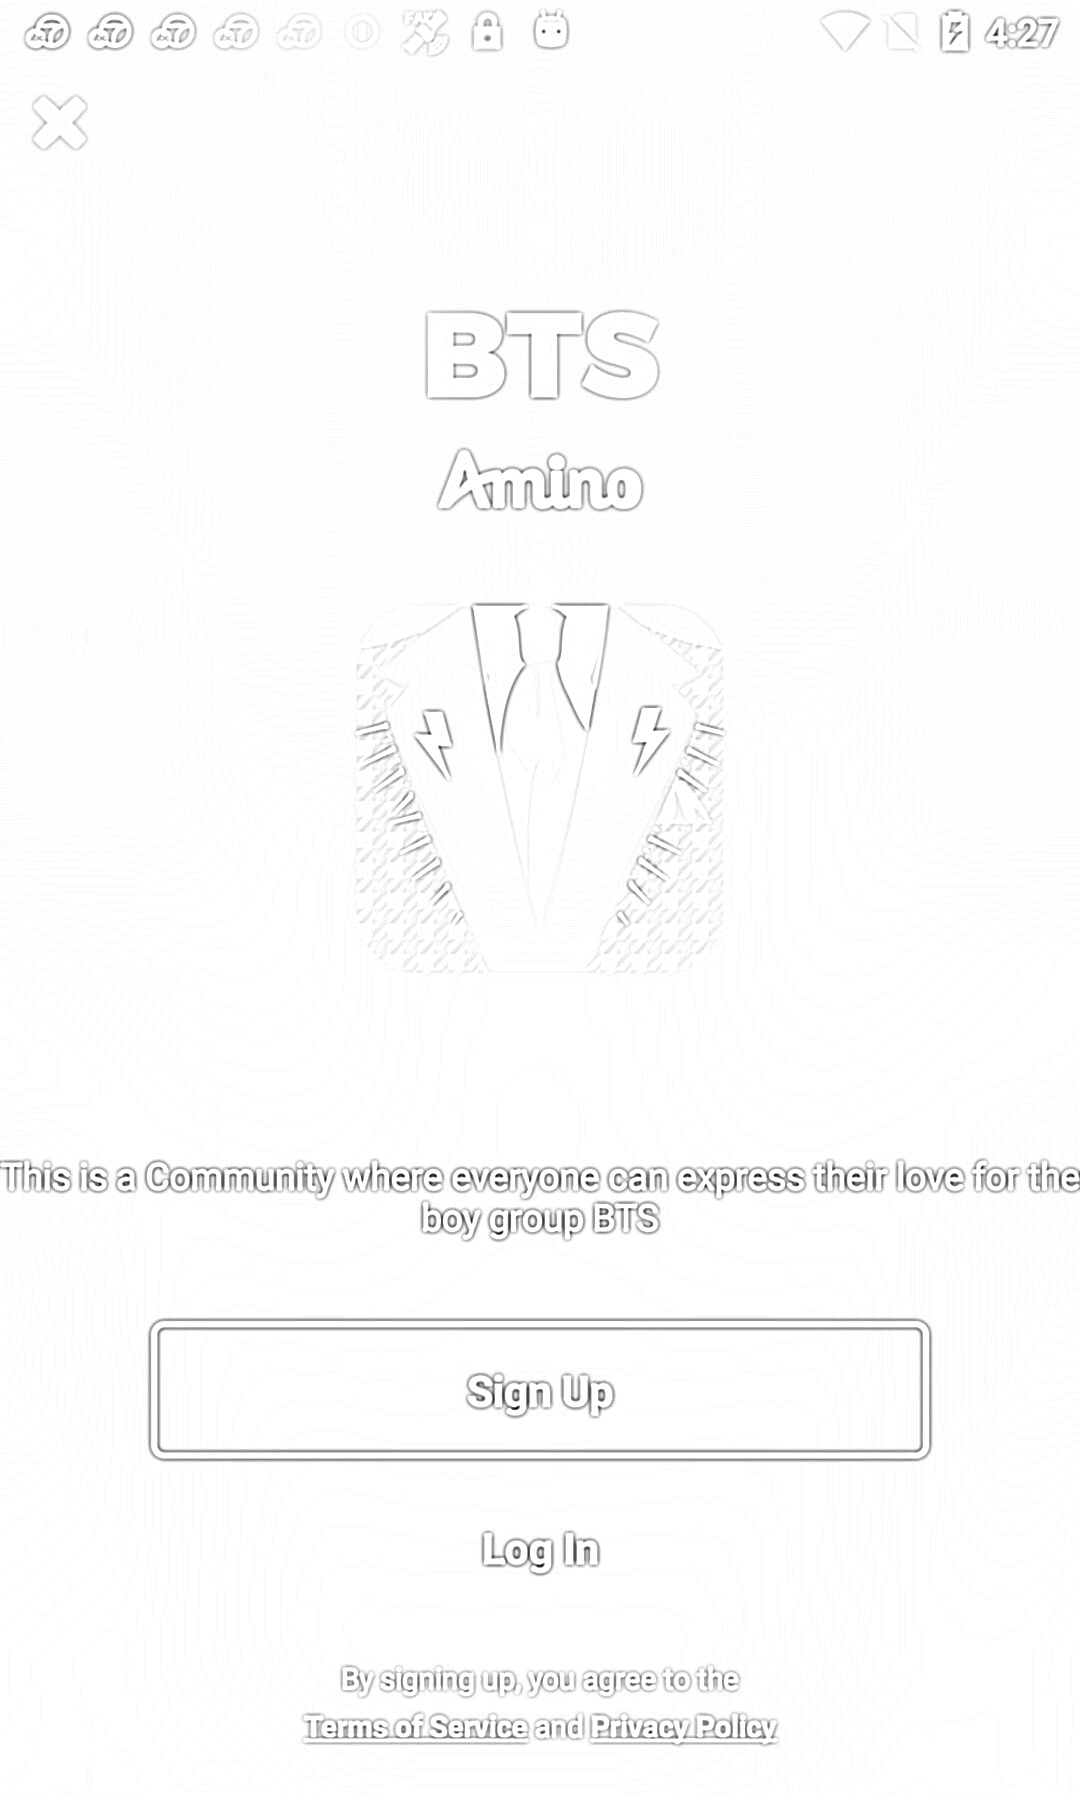 4:27
BTS
Amino
This is a Community where everyone can express their love for the
boy group BTS
Sign Up
Log In
By signing up, you agree to the
Terms of Service and Privacy Policy